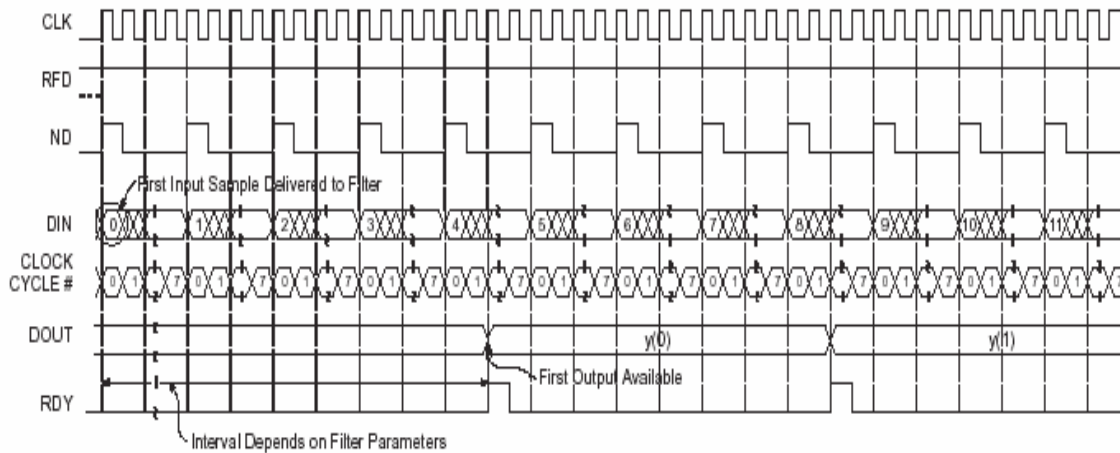 CLK
RFD
ND
First Input Sample Delivered to Filter
DIN 0 1 2 3 4 5 6 7 8 9 10 11
CLOCK
CYCLE # 0 1 7 0 1 7 0 1 7 0 1 7 0 1 7 0 1 7 0 1 7 0 1 7 0 1 7 0 1 7 0 1 7 0 1 7
DOUT y(0) y(1)
First Output Available
RDY
Interval Depends on Filter Parameters